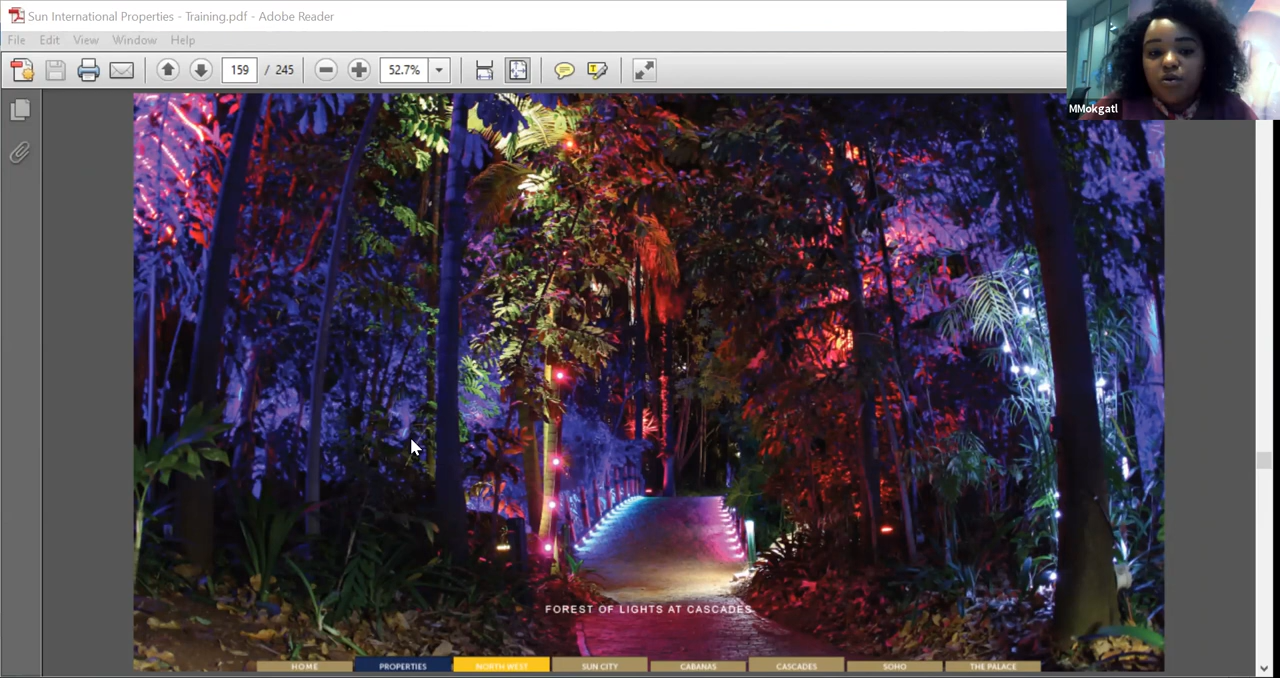 Sun International Properties - Training.pdf - Adobe Reader
File Edit View Window Help
159 / 245 52.7%
MMokgatl
FOREST OF LIGHTS AT CASCADES
HOME PROPERTIES NORTH WEST SUN CITY CABANAS CASCADES SOHO THE PALACE